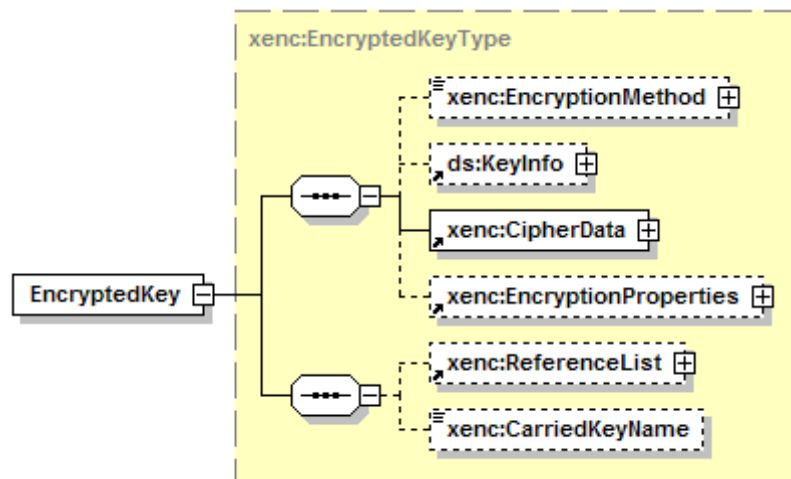 xenc:EncryptedKeyType
xenc:EncryptionMethod
ds:KeyInfo
xenc:CipherData
EncryptedKey
xenc:EncryptionProperties
xenc:ReferenceList
xenc:CarriedKeyName